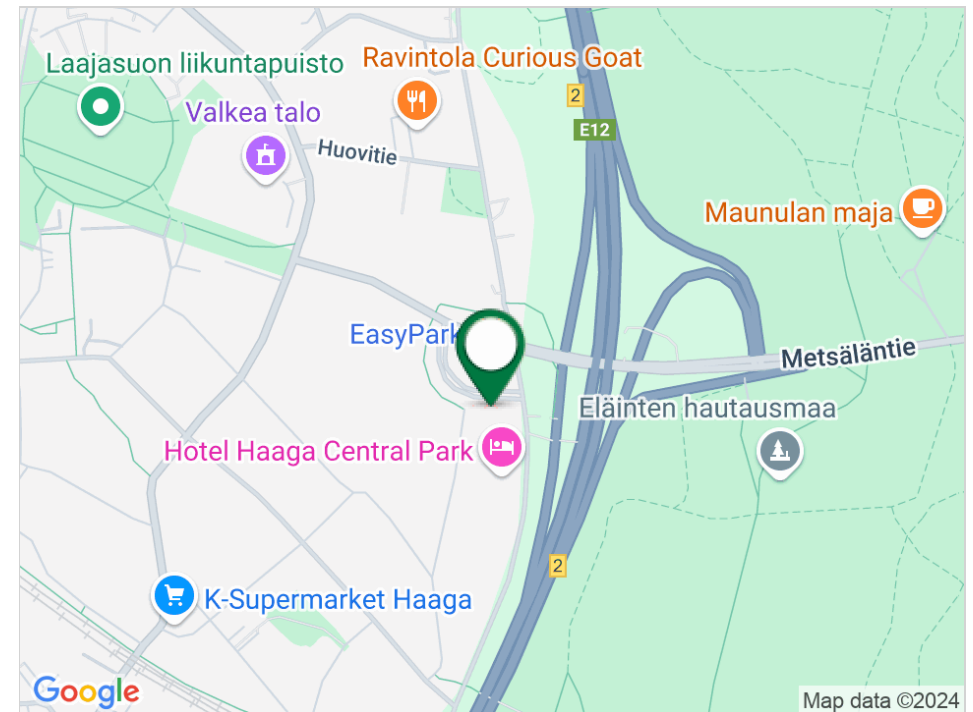 Laajasuon liikuntapuisto
Ravintola Curious Goat
2
Valkea talo
E12
Huovitie
Maunulan maja
EasyPark
Metsäläntie
Eläinten hautausmaa
Hotel Haaga Central Park
2
K-Supermarket Haaga
Google
Map data ©2024